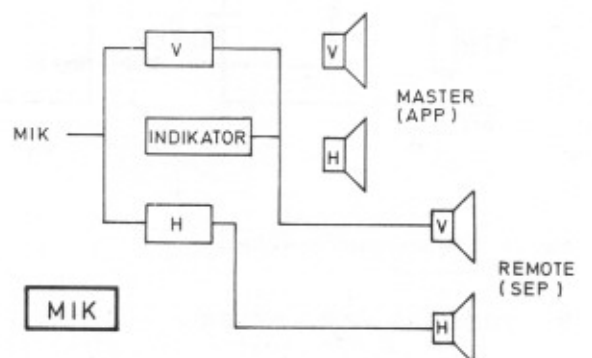 V
V
MASTER
(APP)
MIK
INDIKATOR
H
H
V
REMOTE
(SEP)
MIK
H